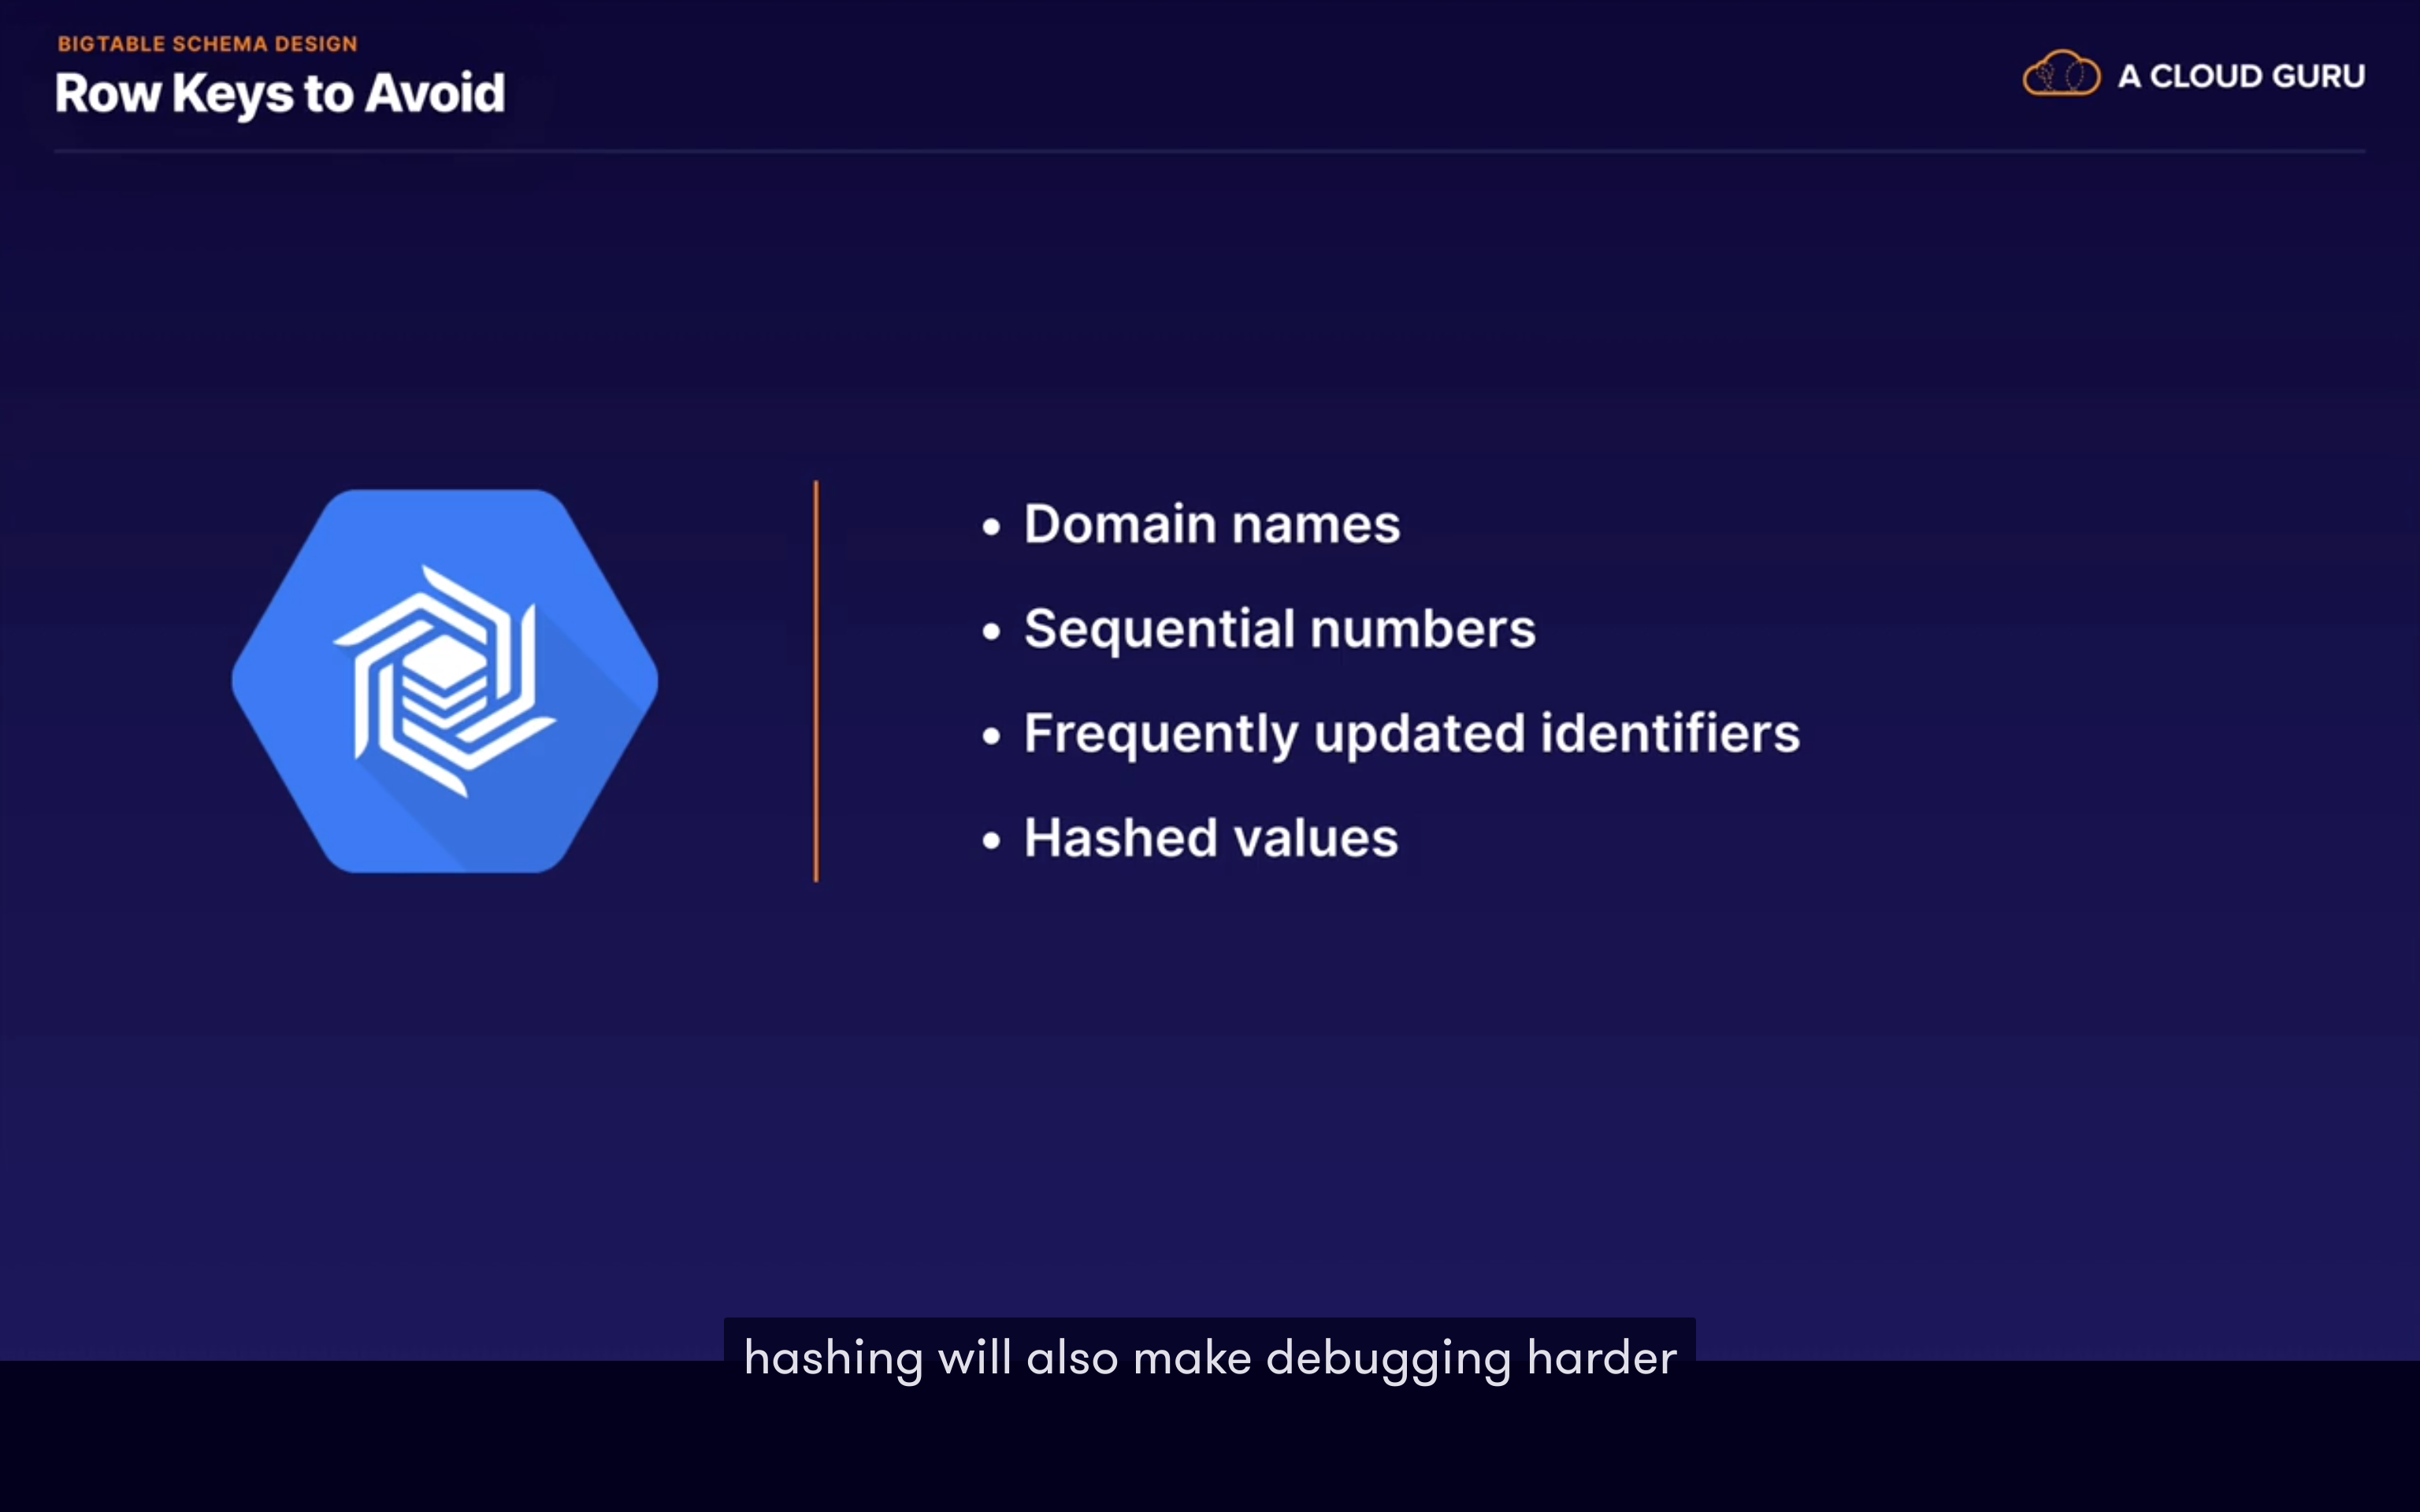 BIGTABLE SCHEMA DESIGN
Row Keys to Avoid
A CLOUD GURU
• Domain names
• Sequential numbers
• Frequently updated identifiers
• Hashed values
hashing will also make debugging harder